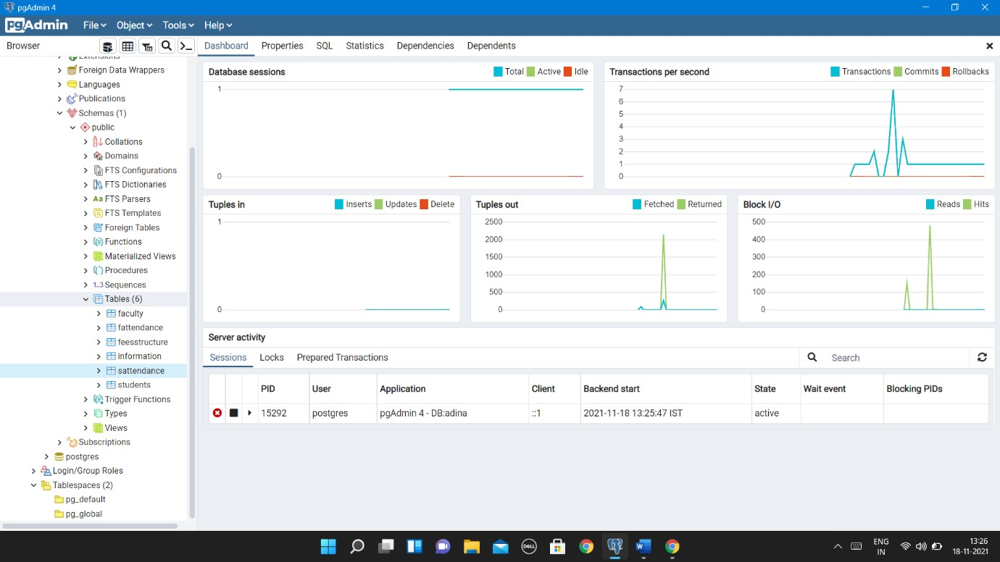 pgAdmin 4
pgAdmin File Object Tools Help
Browser
Dashboard Properties SQL Statistics Dependencies Dependents
Extensions
Foreign Data Wrappers
Languages
Publications
Schemas (1)
public
Collations
Domains
FTS Configurations
FTS Dictionaries
Aa FTS Parsers
FTS Templates
Foreign Tables
Functions
Materialized Views
Procedures
1..3 Sequences
Tables (6)
faculty
fattendance
feesstructure
information
sattendance
students
Trigger Functions
Types
Views
Subscriptions
postgres
Login/Group Roles
Tablespaces (2)
pg_default
pg_global
Database sessions Total Active Idle
1
0
Transactions per second Transactions Commits Rollbacks
7
6
5
4
3
2
1
0
Tuples in Inserts Updates Delete
1
0
Tuples out Fetched Returned
2500
2000
1500
1000
500
0
Block I/O Reads Hits
500
400
300
200
100
0
Server activity
Sessions Locks Prepared Transactions Search
PID User Application Client Backend start State Wait event Blocking PIDs
15292 postgres pgAdmin 4 - DB:adina ::1 2021-11-18 13:25:47 IST active
DELL
W
ENG
IN
13:26
18-11-2021